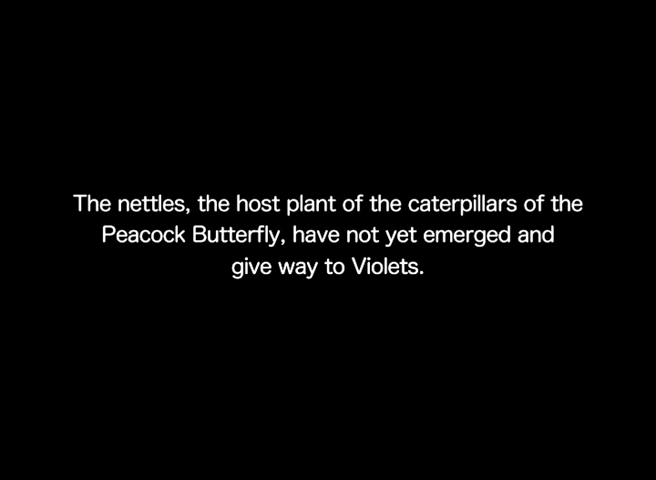 The nettles, the host plant of the caterpillars of the
Peacock Butterfly, have not yet emerged and
give way to Violets.